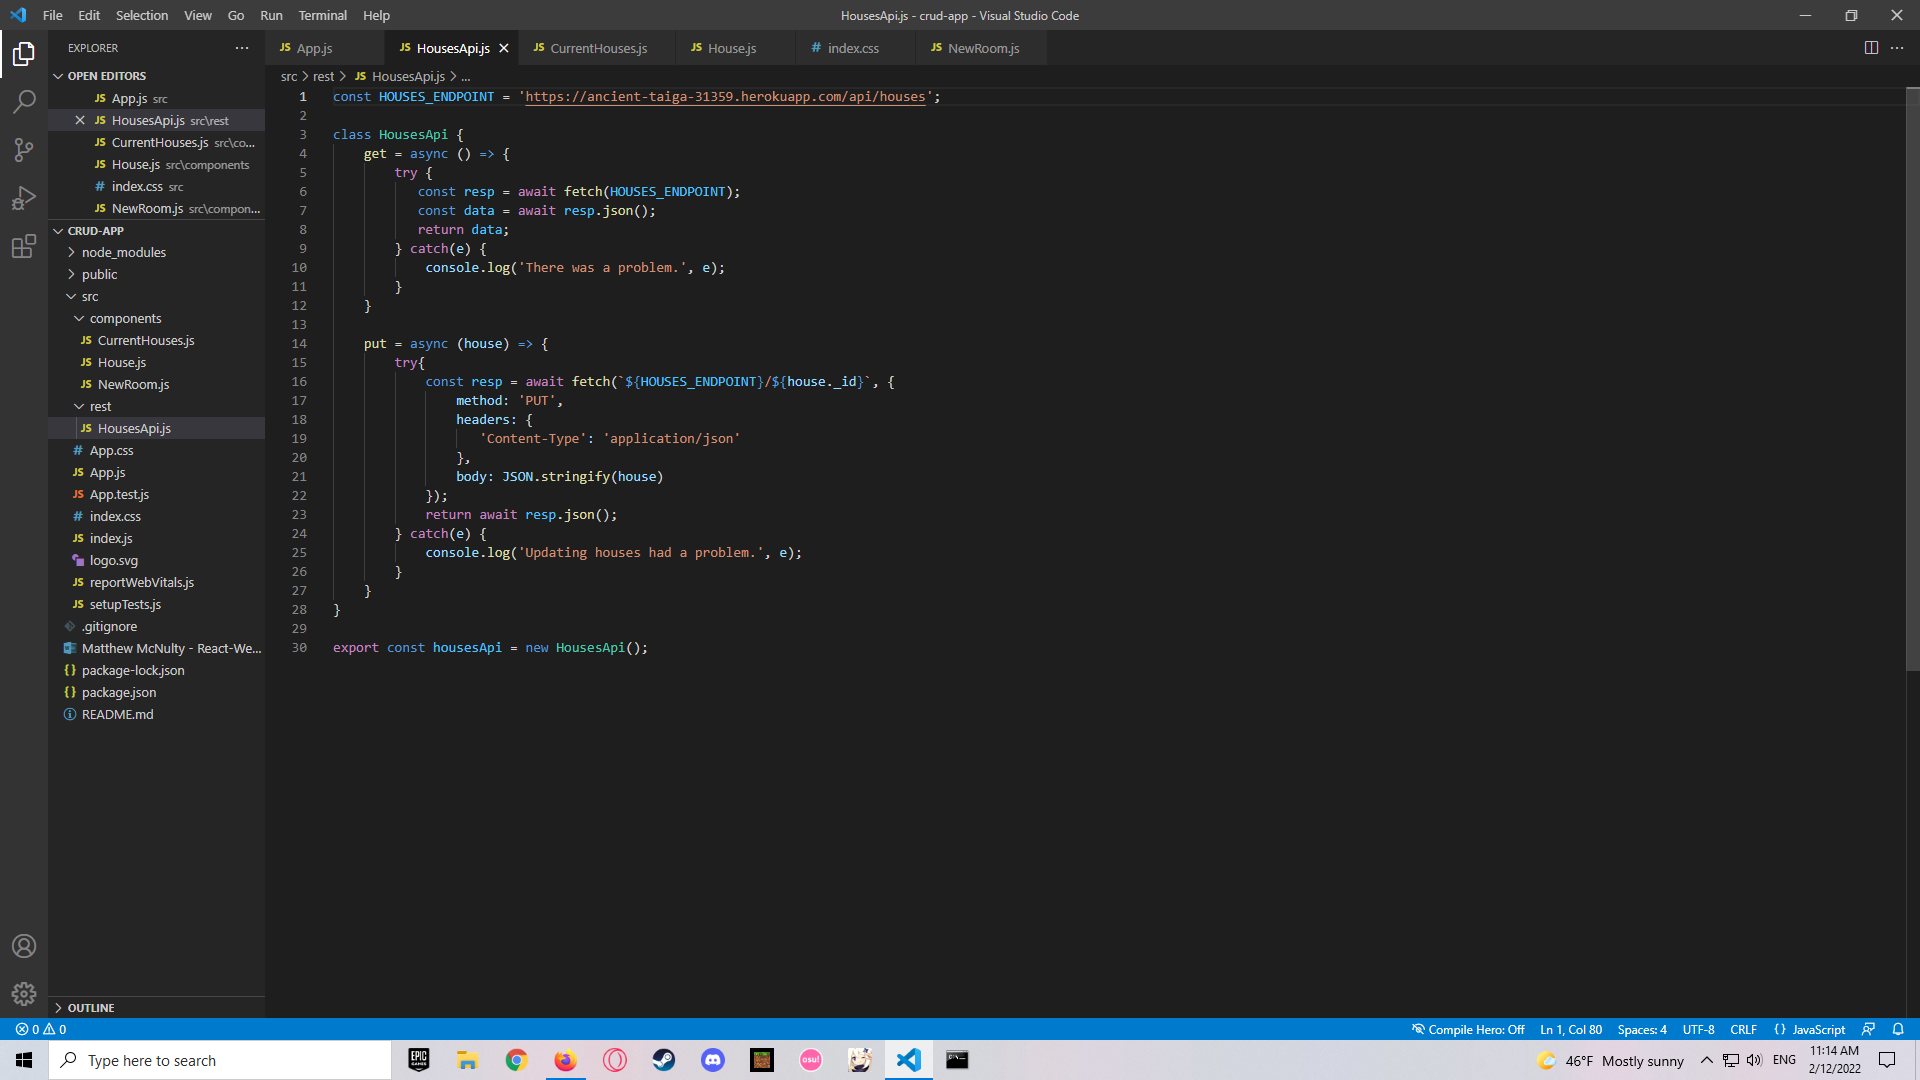 File Edit Selection View Go Run Terminal Help
HousesApi.js - crud-app - Visual Studio Code
EXPLORER
OPEN EDITORS
App.js src
HousesApi.js src\rest
CurrentHouses.js src\co...
House.js src\components
index.css src
NewRoom.js src\compon...
CRUD-APP
node_modules
public
src
components
CurrentHouses.js
House.js
NewRoom.js
rest
HousesApi.js
App.css
App.js
App.test.js
index.css
index.js
logo.svg
reportWebVitals.js
setupTests.js
.gitignore
Matthew McNulty - React-We...
package-lock.json
package.json
README.md
OUTLINE
App.js HousesApi.js CurrentHouses.js House.js index.css NewRoom.js
src > rest > JS HousesApi.js > ...
1 const HOUSES_ENDPOINT = 'https://ancient-taiga-31359.herokuapp.com/api/houses';
2
3 class HousesApi {
4 get = async () => {
5 try {
6 const resp = await fetch(HOUSES_ENDPOINT);
7 const data = await resp.json();
8 return data;
9 } catch(e) {
10 console.log('There was a problem.', e);
11 }
12 }
13
14 put = async (house) => {
15 try{
16 const resp = await fetch(`${HOUSES_ENDPOINT}/${house._id}`, {
17 method: 'PUT',
18 headers: {
19 'Content-Type': 'application/json'
20 },
21 body: JSON.stringify(house)
22 });
23 return await resp.json();
24 } catch(e) {
25 console.log('Updating houses had a problem.', e);
26 }
27 }
28 }
29
30 export const housesApi = new HousesApi();
0 0
Compile Hero: Off Ln 1, Col 80 Spaces: 4 UTF-8 CRLF {} JavaScript
Type here to search
EPIC GAMES
osu!
46°F Mostly sunny
ENG
11:14 AM
2/12/2022